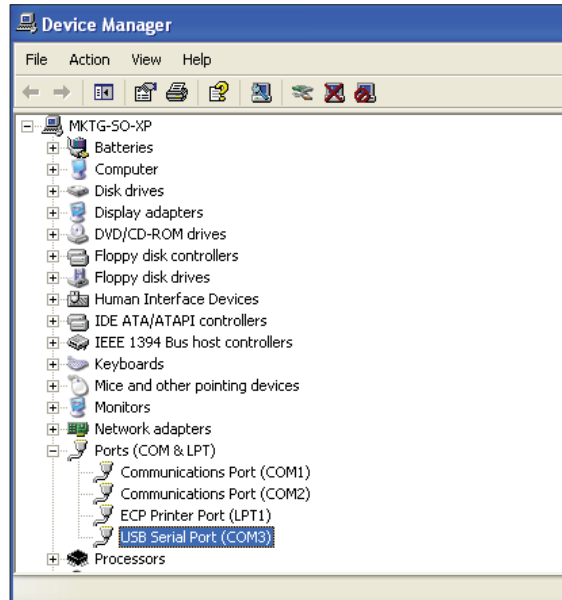 Device Manager
File Action View Help
MKTG-SO-XP
Batteries
Computer
Disk drives
Display adapters
DVD/CD-ROM drives
Floppy disk controllers
Floppy disk drives
Human Interface Devices
IDE ATA/ATAPI controllers
IEEE 1394 Bus host controllers
Keyboards
Mice and other pointing devices
Monitors
Network adapters
Ports (COM & LPT)
Communications Port (COM1)
Communications Port (COM2)
ECP Printer Port (LPT1)
USB Serial Port (COM3)
Processors